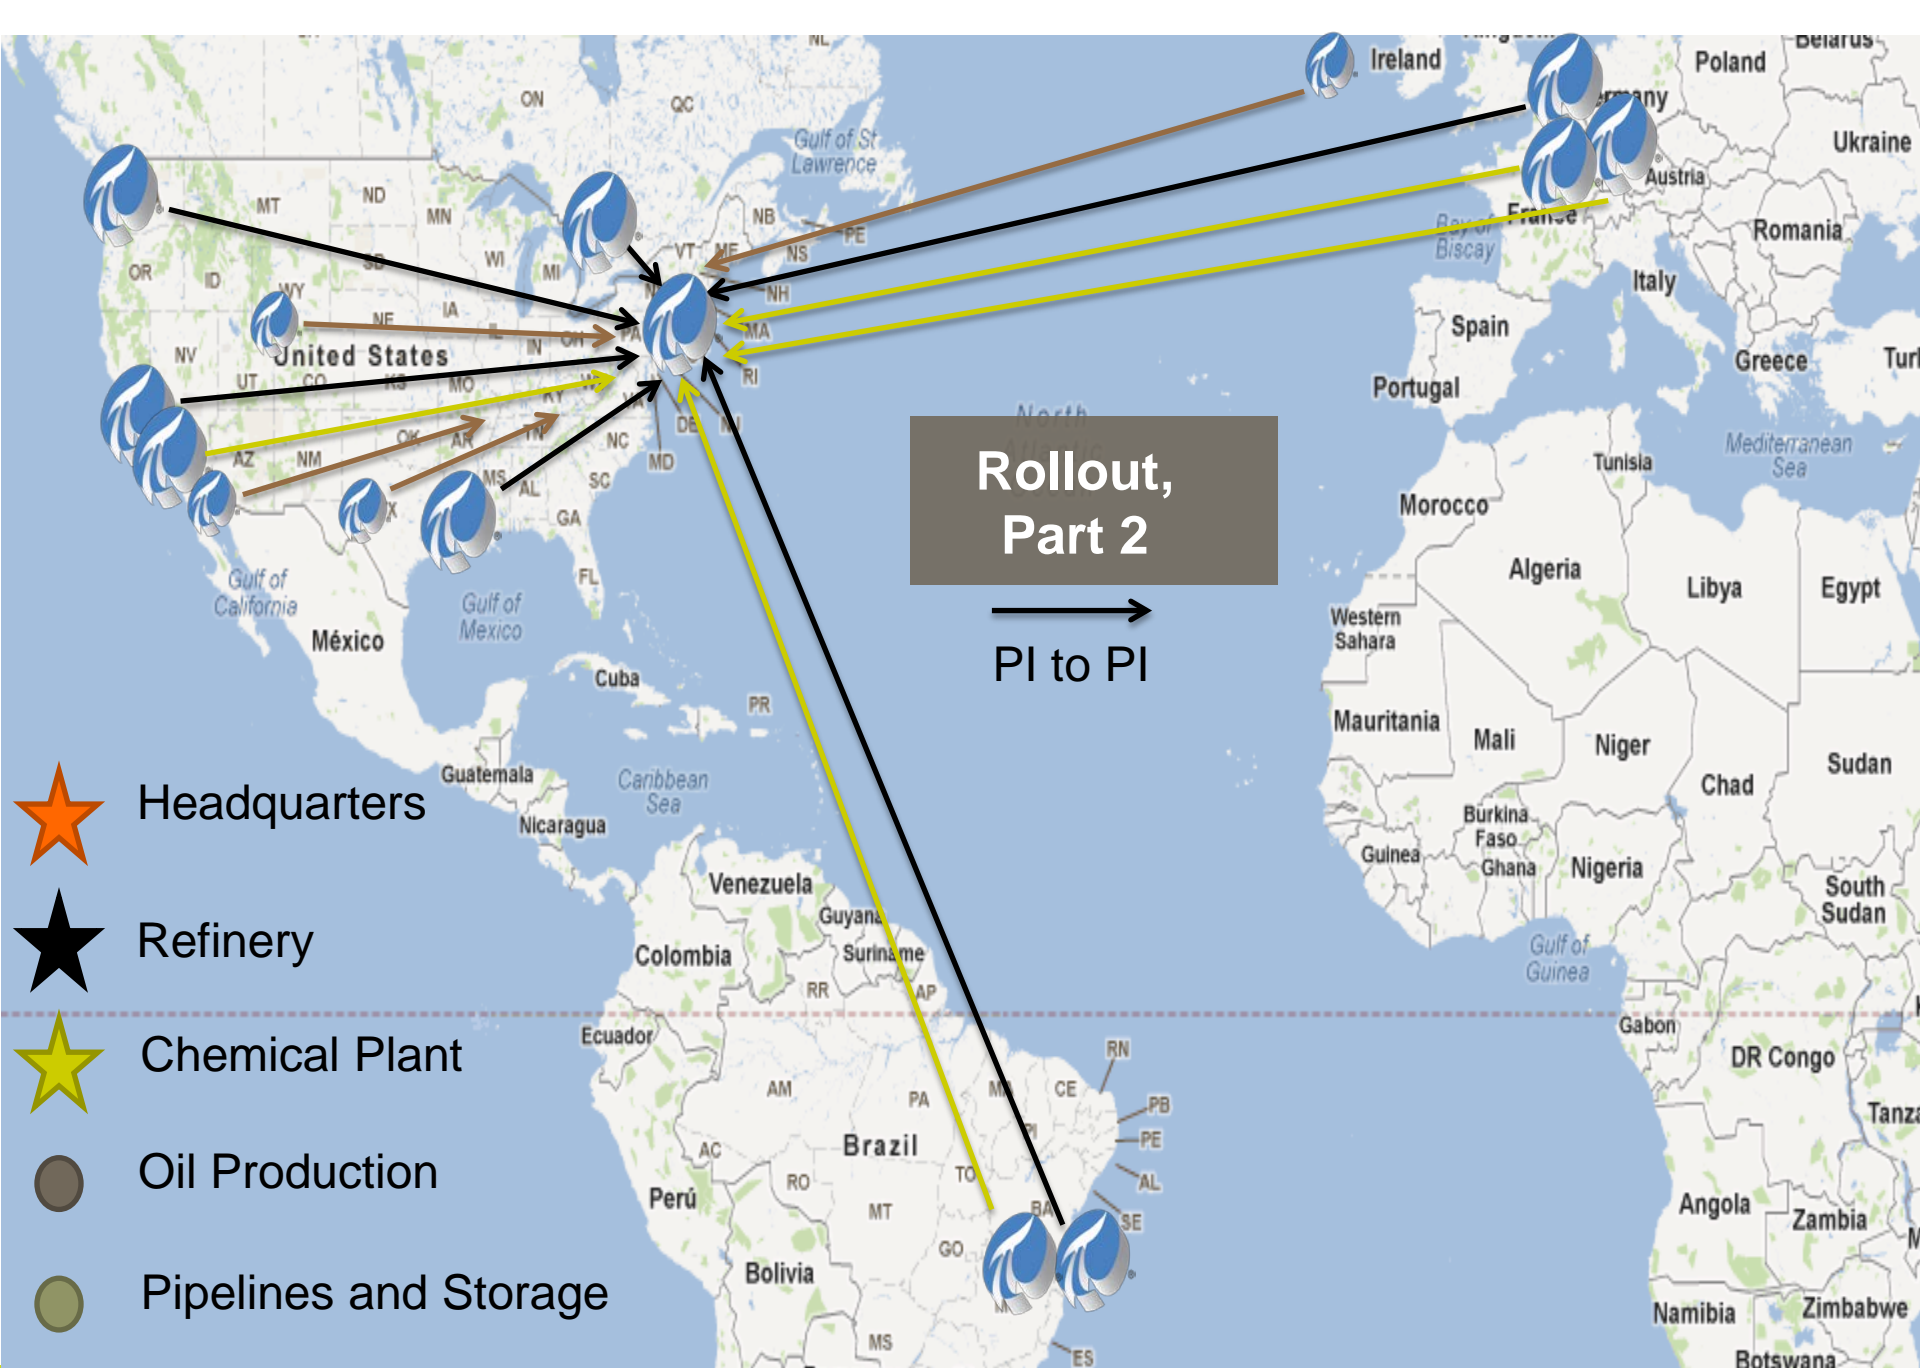 NL
Ireland
Poland
Belarus
ON
QC
Gulf of St
Lawrence
Ukraine
MT
ND
MN
NB
PE
Austria
France
Bay of
Biscay
Romania
VT
ME
NS
WI
MI
OR
ID
SD
WY
NH
Italy
NE
IA
IL
IN
OH
PA
MA
Spain
NV
United States
RI
Greece
Portugal
UT
CO
KS
MO
KY
VA
DE
NJ
North
Rollout,
Part 2
PI to PI
AZ
NM
OK
AR
TN
NC
MD
MS
AL
SC
GA
FL
Tunisia
Mediterranean
Sea
Morocco
Algeria
Libya
Egypt
Gulf of
California
Gulf of
Mexico
México
Western
Sahara
Cuba
PR
Mauritania
Mali
Niger
Chad
Sudan
Guatemala
Caribbean
Sea
Nicaragua
Burkina
Faso
Guinea
Ghana
Nigeria
South
Sudan
Headquarters
Venezuela
Guyana
Suriname
Colombia
Refinery
RR
AP
Gulf of
Guinea
Ecuador
Gabon
DR Congo
Chemical Plant
RN
AM
PA
MA
CE
PB
PI
PE
Brazil
AC
TO
AL
RO
Perú
MT
BA
SE
Oil Production
Angola
Zambia
GO
Bolivia
Pipelines and Storage
Namibia
Zimbabwe
MS
ES
Botswana